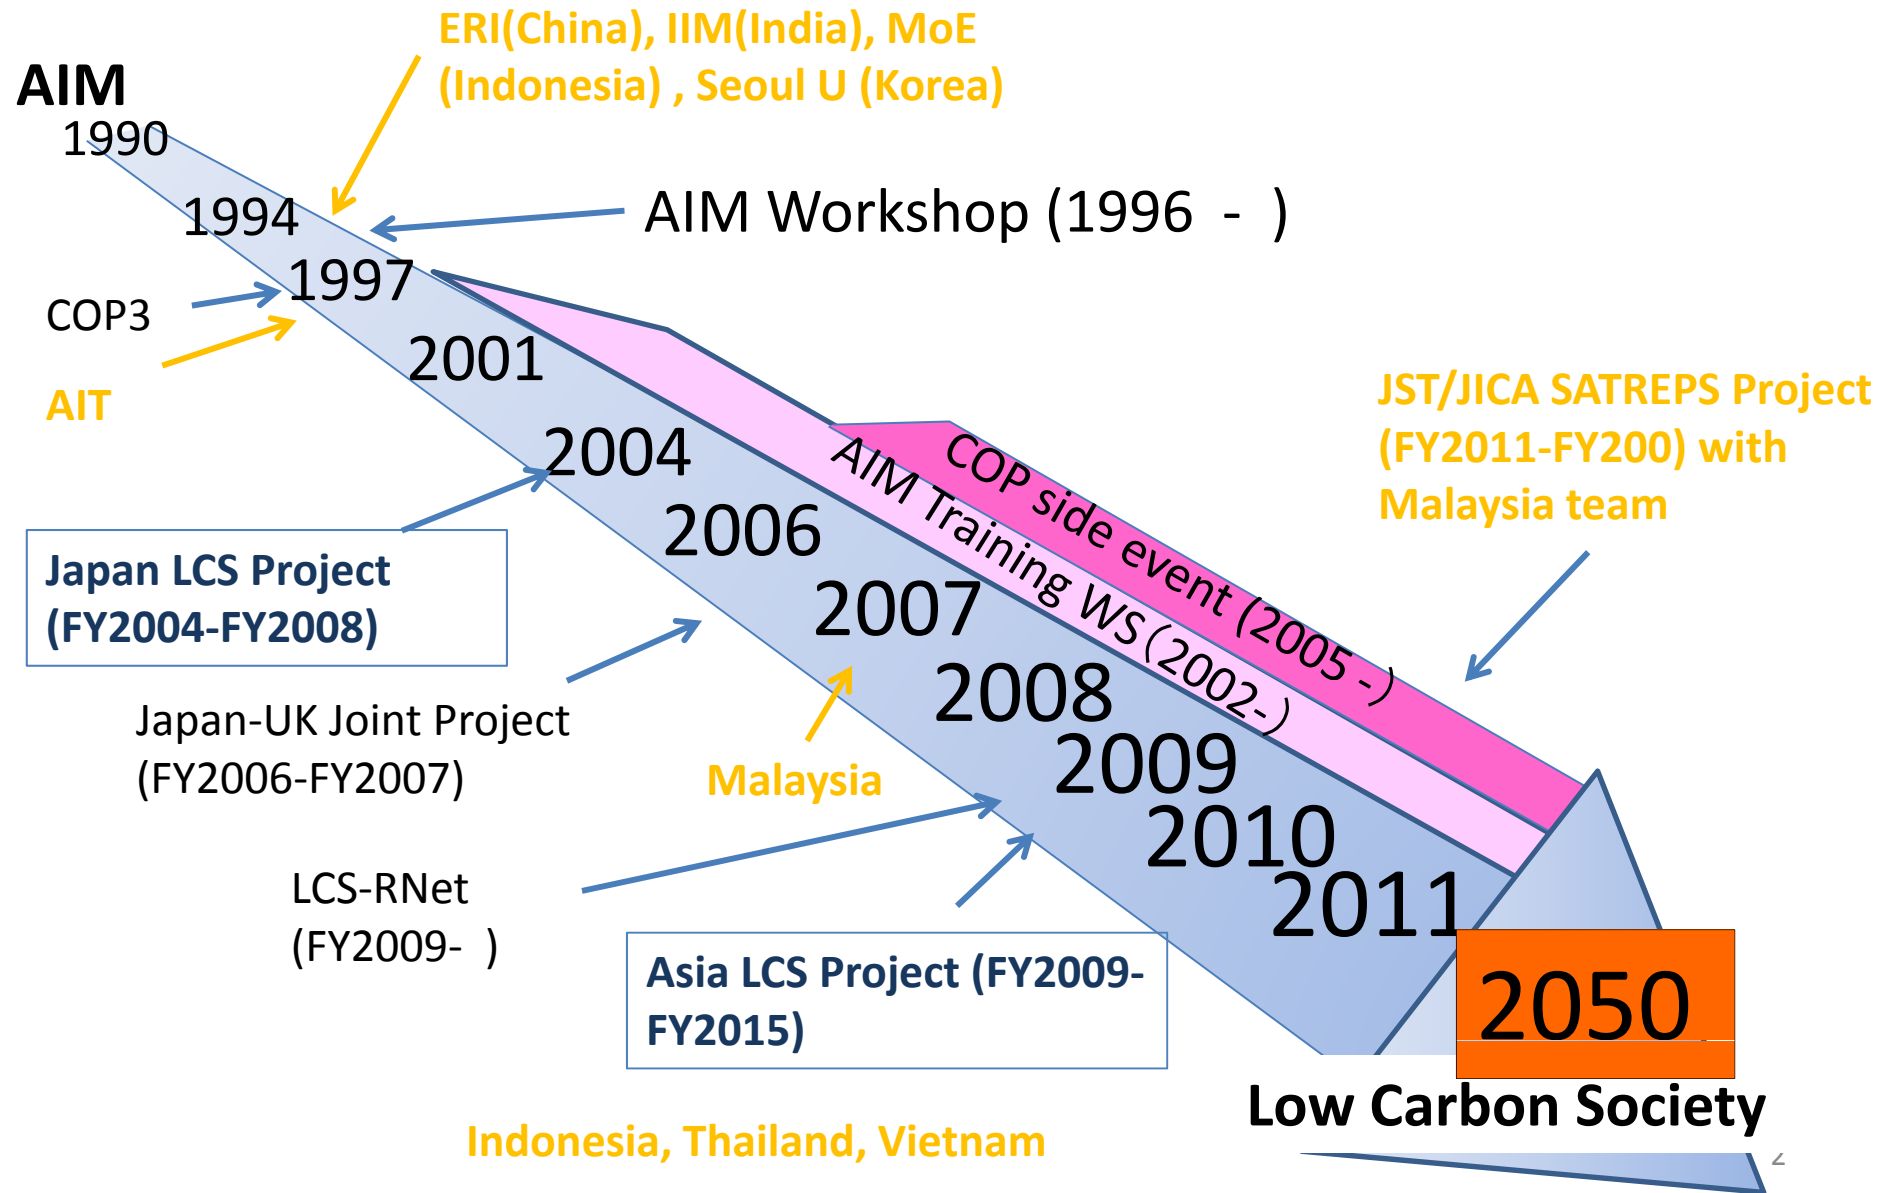 ERI(China), IIM(India), MoE
(Indonesia) , Seoul U (Korea)
AIM
1990
1994
AIM Workshop (1996 - )
1997
COP3
2001
AIT
JST/JICA SATREPS Project
(FY2011-FY200) with
Malaysia team
2004
COP side event (2005 -)
AIM Training WS(2002-)
2006
Japan LCS Project
(FY2004-FY2008)
2007
2008
Japan-UK Joint Project
(FY2006-FY2007)
Malaysia
2009
2010
LCS-RNet
(FY2009- )
2011
Asia LCS Project (FY2009-
FY2015)
2050
Low Carbon Society
Indonesia, Thailand, Vietnam
2